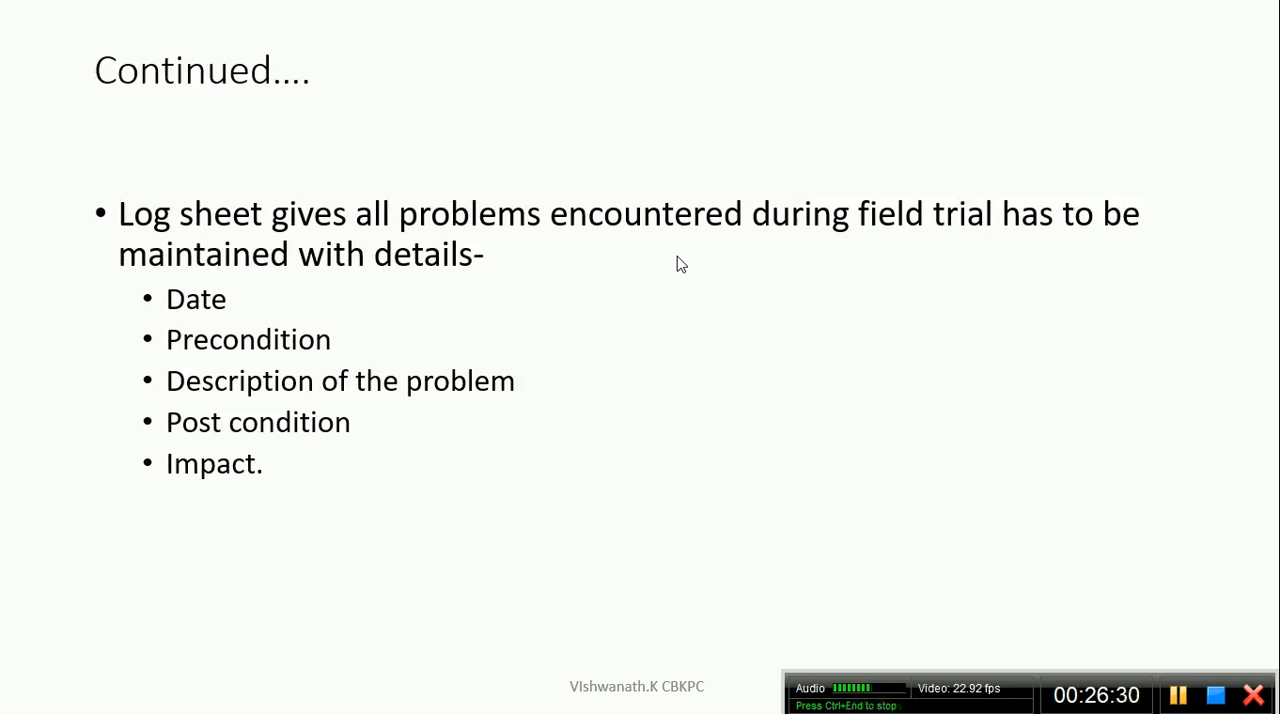 Continued....
• Log sheet gives all problems encountered during field trial has to be
maintained with details-
• Date
• Precondition
• Description of the problem
• Post condition
• Impact.
VIshwanath.K CBKPC
Audio
Video: 22.92 fps
Press Ctrl+End to stop
00:26:30